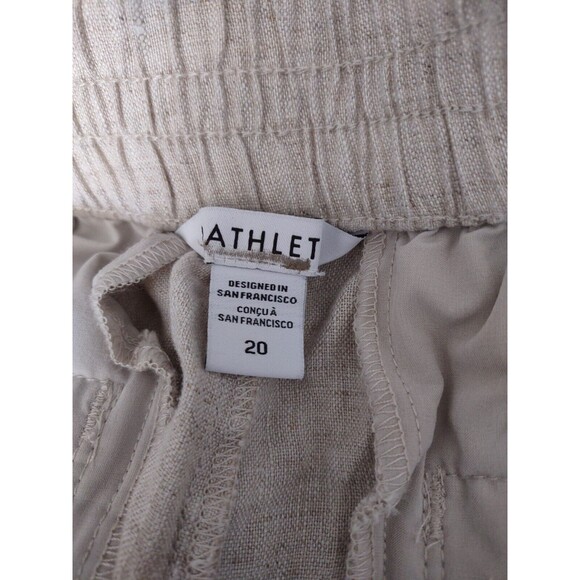 ATHLET
DESIGNED IN
SAN FRANCISCO
CONÇU À
SAN FRANCISCO
20